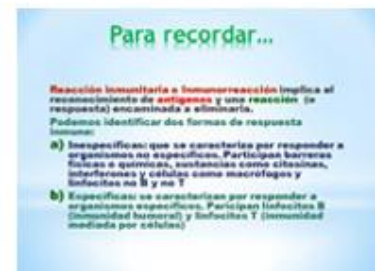 Para recordar...
Reacción inmunitaria o Inmunorreacción implica el
reconocimiento de antígenos y una reacción (o
respuesta) encaminada a eliminarla.
Podemos identificar dos formas de respuesta
inmune:
a) Inespecíficas: que se caracteriza por responder a
organismos no específicos. Participan barreras
físicas o químicas, sustancias como citosinas,
interferones y células como macrófagos y
linfocitos no B y no T
b) Específicas: se caracterizan por responder a
organismos específicos. Paricipan linfocitos B
(inmunidad humoral) y linfocitos T (inmunidad
mediada por células)